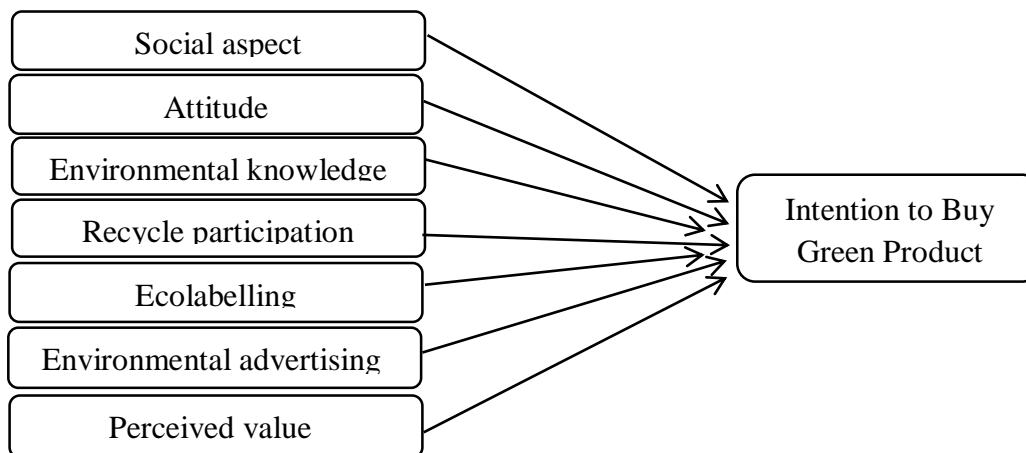 Social aspect
Attitude
Environmental knowledge
Recycle participation
Ecolabelling
Environmental advertising
Perceived value
Intention to Buy
Green Product